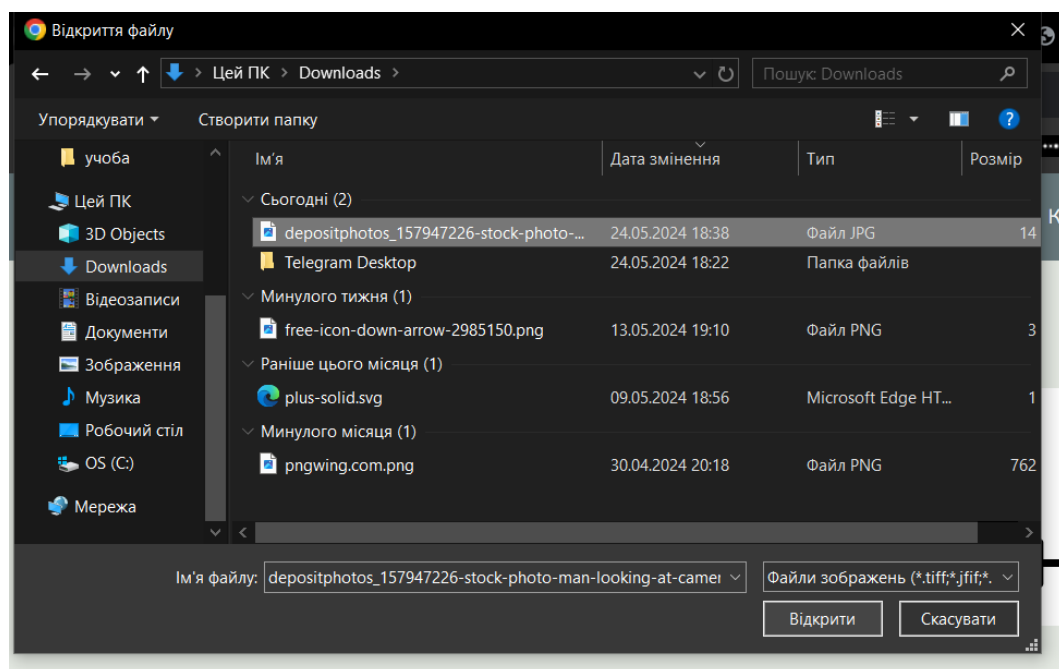 Відкриття файлу
Цей ПК > Downloads >
Пошук: Downloads
Упорядкувати
Створити папку
учоба
Ім'я
Дата змінення
Тип
Розмір
Цей ПК
Сьогодні (2)
3D Objects
depositphotos_157947226-stock-photo-...
24.05.2024 18:38
Файл JPG
14
Downloads
Telegram Desktop
24.05.2024 18:22
Папка файлів
Відеозаписи
Минулого тижня (1)
Документи
free-icon-down-arrow-2985150.png
13.05.2024 19:10
Файл PNG
3
Зображення
Раніше цього місяця (1)
Музика
plus-solid.svg
09.05.2024 18:56
Microsoft Edge HT...
1
Робочий стіл
Минулого місяця (1)
OS (C:)
pngwing.com.png
30.04.2024 20:18
Файл PNG
762
Мережа
Ім'я файлу:
depositphotos_157947226-stock-photo-man-looking-at-camer
Файли зображень (*.tiff;*.jfif;*.
Відкрити
Скасувати